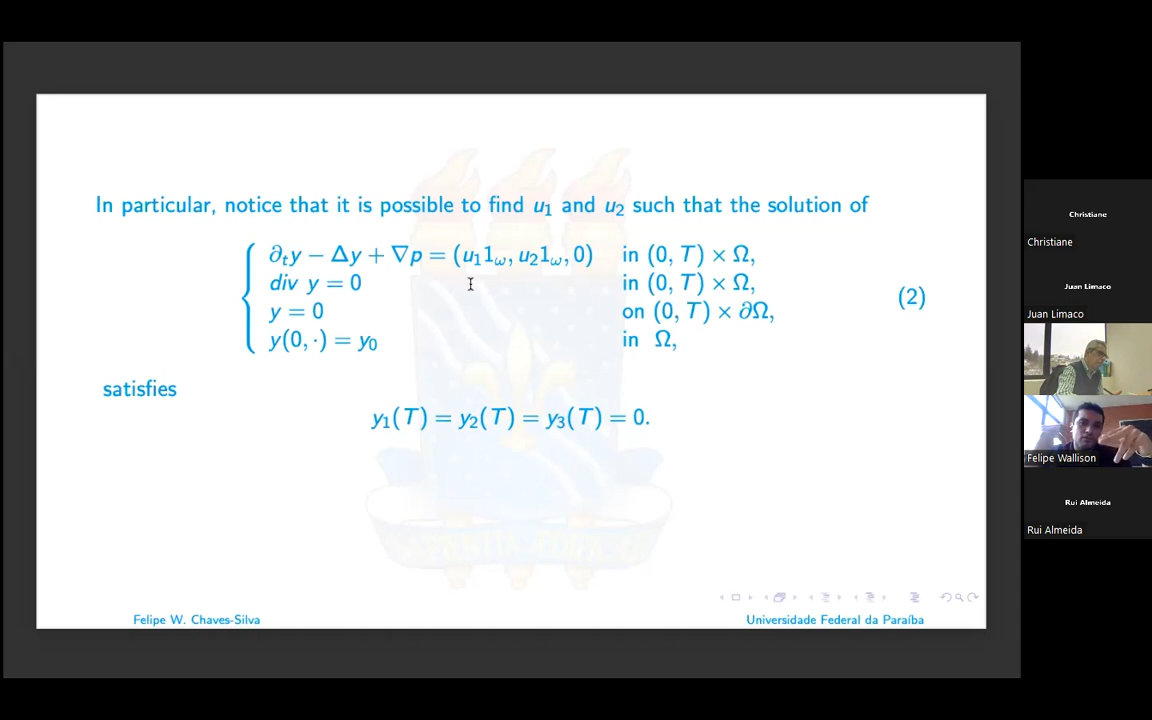 In particular, notice that it is possible to find u₁ and u₂ such that the solution of
∂ₜy − Δy + ∇p = (u₁1_ω, u₂1_ω, 0) in (0, T) × Ω,
div y = 0 in (0, T) × Ω,
y = 0 on (0, T) × ∂Ω,
y(0, ·) = y₀ in Ω,
(2)
satisfies
y₁(T) = y₂(T) = y₃(T) = 0.
Felipe W. Chaves-Silva
Universidade Federal da Paraíba
Christiane
Christiane
Juan Limaco
Juan Limaco
Felipe Wallison
Rui Almeida
Rui Almeida